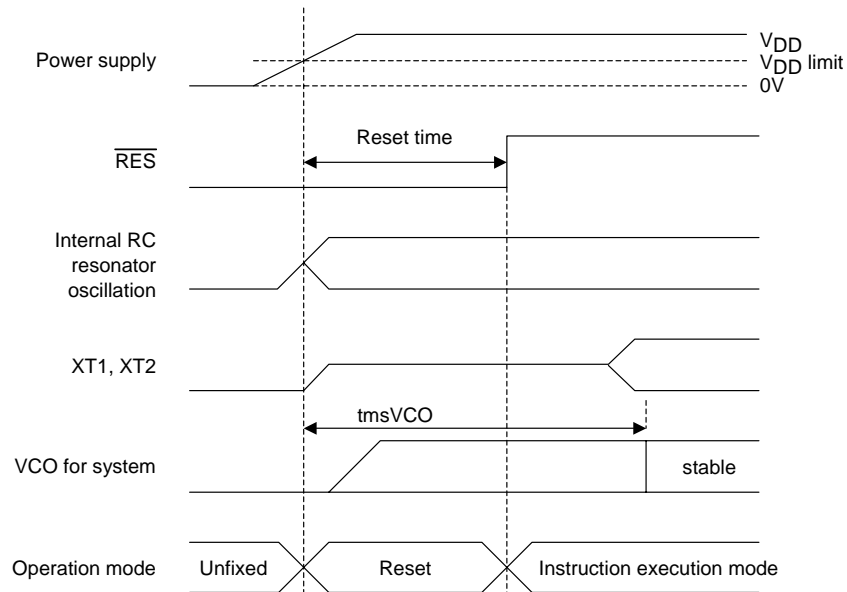 Power supply
VDD
VDD limit
0V
RES
Reset time
Internal RC
resonator
oscillation
XT1, XT2
tmsVCO
VCO for system
stable
Operation mode
Unfixed
Reset
Instruction execution mode